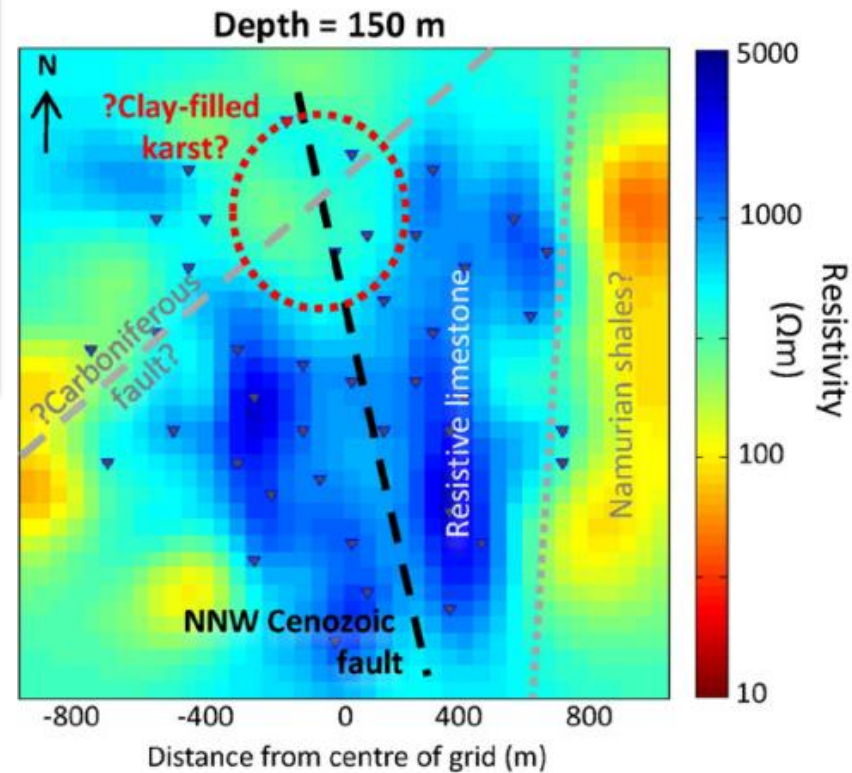 Depth = 150 m
N
?Clay-filled
karst?
?Carboniferous
fault?
Resistive limestone
Namurian shales?
NNW Cenozoic
fault
-800 -400 0 400 800
Distance from centre of grid (m)
5000
1000
100
10
Resistivity
(Ωm)